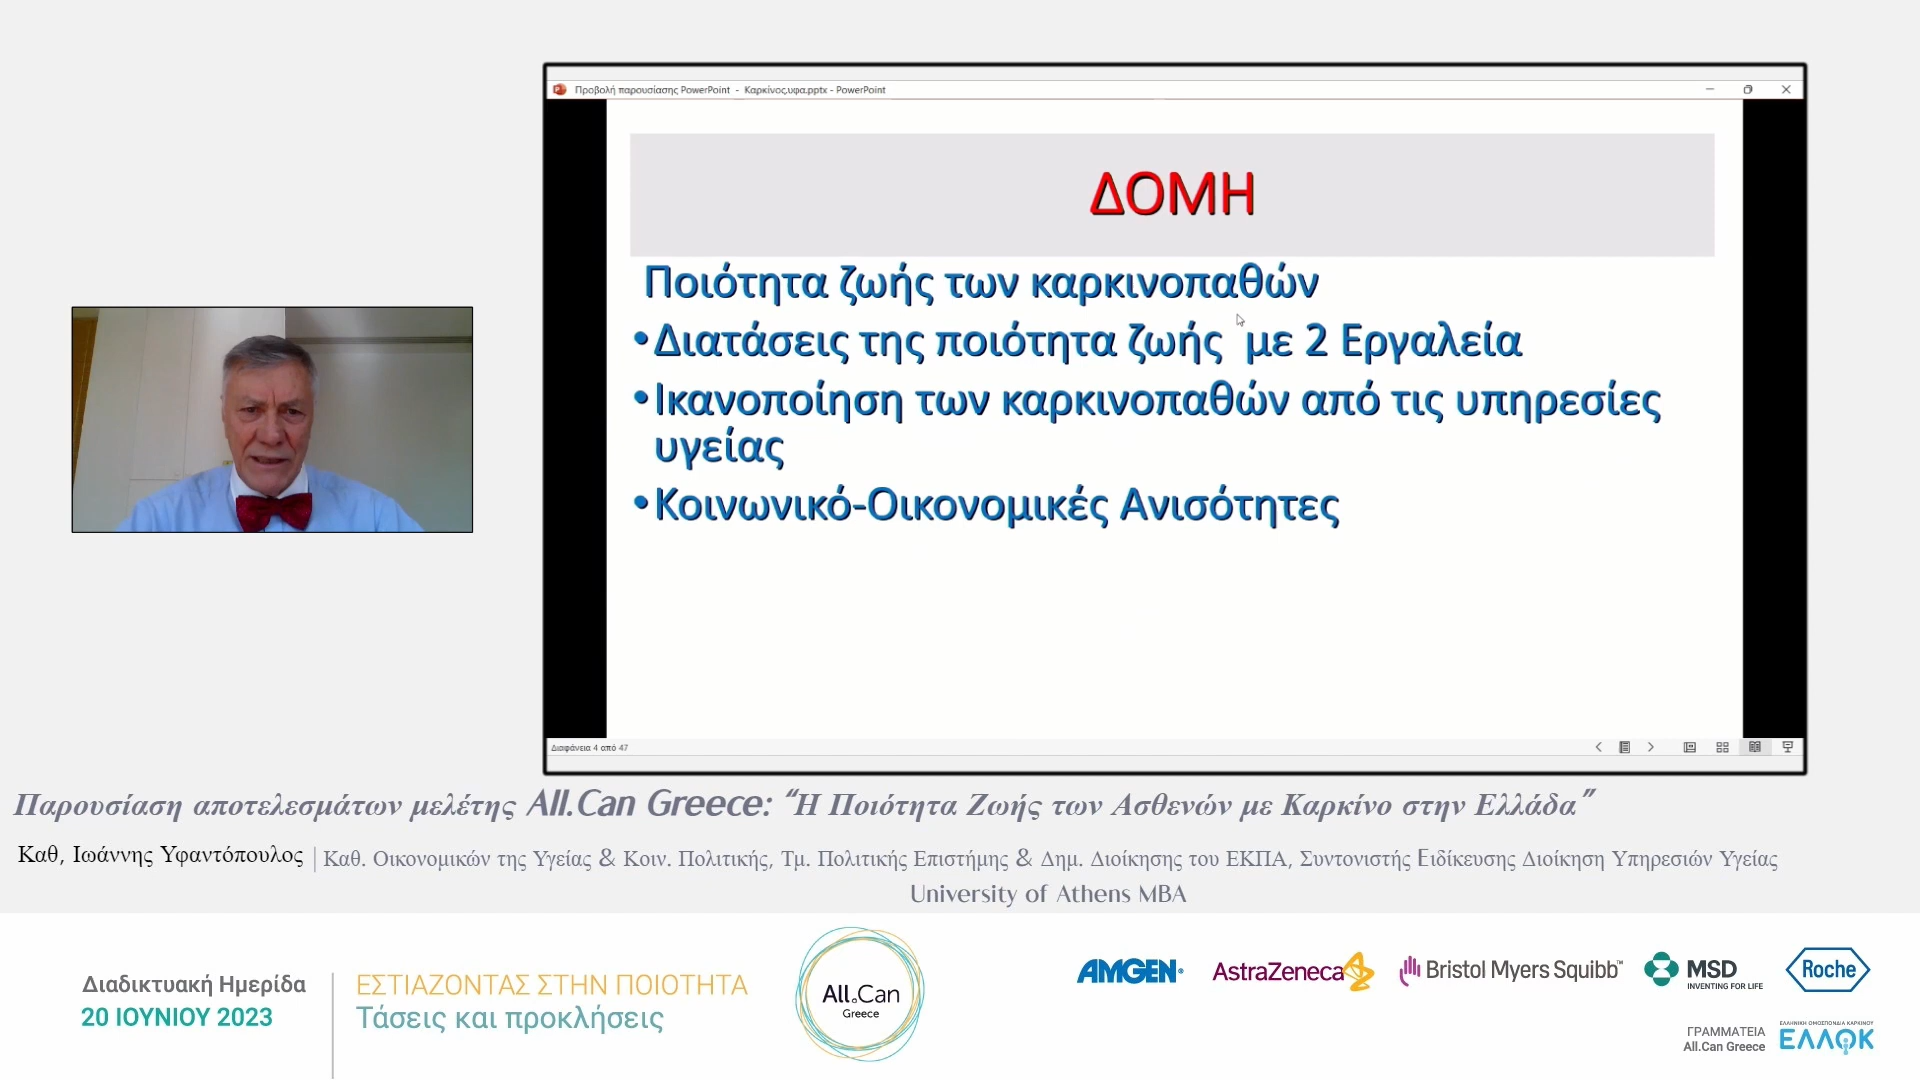 Προβολή παρουσίασης PowerPoint - Καρκίνος,υφα.pptx - PowerPoint
ΔΟΜΗ
Ποιότητα ζωής των καρκινοπαθών
•Διατάσεις της ποιότητα ζωής με 2 Εργαλεία
•Ικανοποίηση των καρκινοπαθών από τις υπηρεσίες
υγείας
•Κοινωνικό-Οικονομικές Ανισότητες
Διαφάνεια 4 από 47
Παρουσίαση αποτελεσμάτων μελέτης All.Can Greece: “Η Ποιότητα Ζωής των Ασθενών με Καρκίνο στην Ελλάδα”
Καθ, Ιωάννης Υφαντόπουλος | Καθ. Οικονομικών της Υγείας & Κοιν. Πολιτικής, Τμ. Πολιτικής Επιστήμης & Δημ. Διοίκησης του ΕΚΠΑ, Συντονιστής Ειδίκευσης Διοίκηση Υπηρεσιών Υγείας
University of Athens MBA
Διαδικτυακή Ημερίδα
20 ΙΟΥΝΙΟΥ 2023
ΕΣΤΙΑΖΟΝΤΑΣ ΣΤΗΝ ΠΟΙΟΤΗΤΑ
Τάσεις και προκλήσεις
All.Can
Greece
AMGEN®
AstraZeneca
Bristol Myers Squibb™
MSD
INVENTING FOR LIFE
Roche
ΓΡΑΜΜΑΤΕΙΑ
All.Can Greece
ΕΛΛΗΝΙΚΗ ΟΜΟΣΠΟΝΔΙΑ ΚΑΡΚΙΝΟΥ
ΕΛΛΟΚ